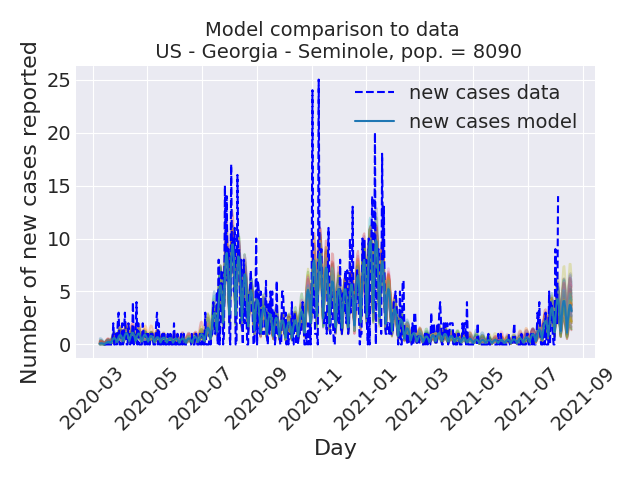 Model comparison to data
US - Georgia - Seminole, pop. = 8090
Number of new cases reported
25
20
15
10
5
0
new cases data
new cases model
2020-03
2020-05
2020-07
2020-09
2020-11
2021-01
2021-03
2021-05
2021-07
2021-09
Day